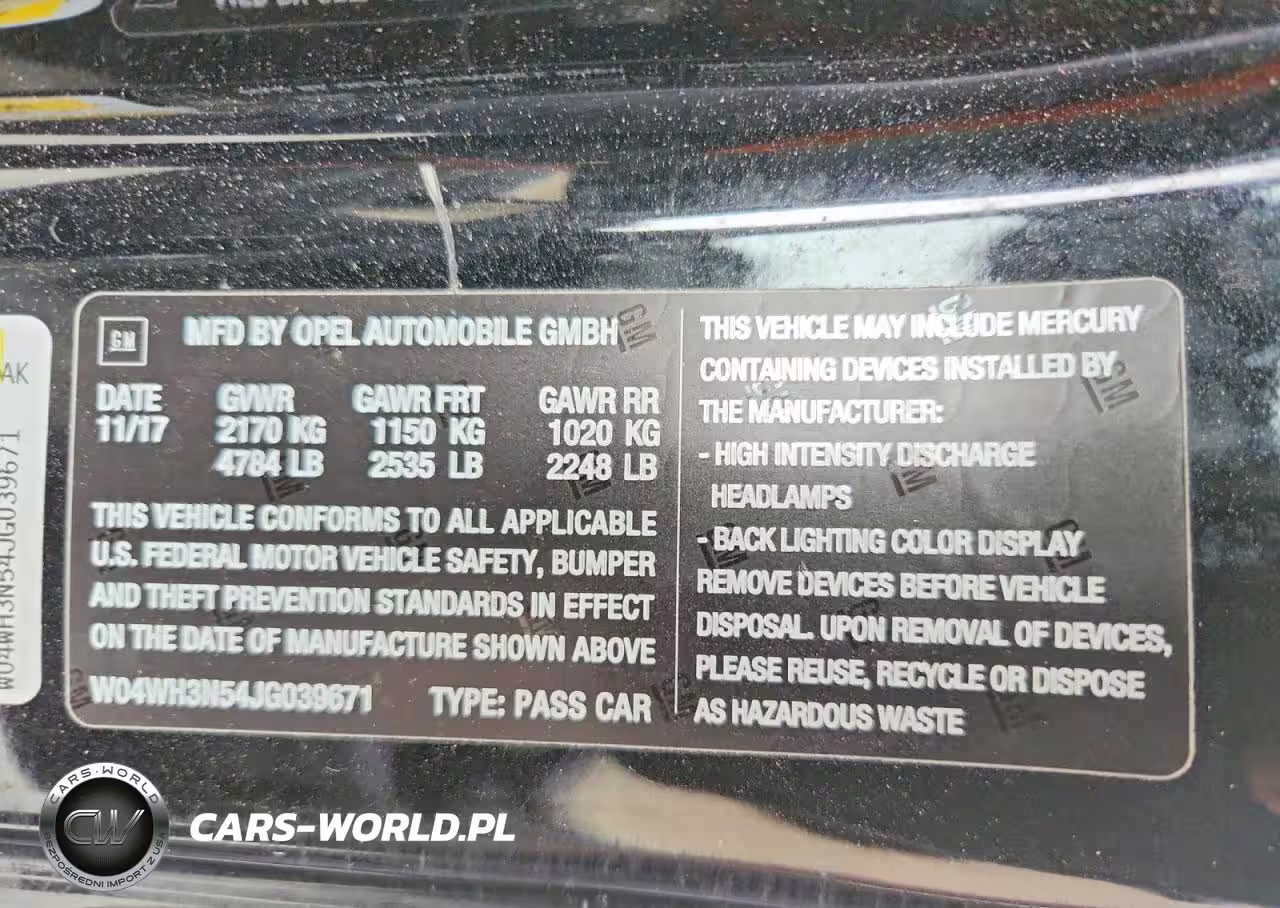 GM
MFD BY OPEL AUTOMOBILE GMBH
DATE GVWR GAWR FRT GAWR RR
11/17 2170 KG 1150 KG 1020 KG
4784 LB 2535 LB 2248 LB
THIS VEHICLE CONFORMS TO ALL APPLICABLE
U.S. FEDERAL MOTOR VEHICLE SAFETY, BUMPER
AND THEFT PREVENTION STANDARDS IN EFFECT
ON THE DATE OF MANUFACTURE SHOWN ABOVE
W04WH3N54JG039671 TYPE: PASS CAR
THIS VEHICLE MAY INCLUDE MERCURY
CONTAINING DEVICES INSTALLED BY
THE MANUFACTURER:
- HIGH INTENSITY DISCHARGE
HEADLAMPS
- BACK LIGHTING COLOR DISPLAY
REMOVE DEVICES BEFORE VEHICLE
DISPOSAL. UPON REMOVAL OF DEVICES,
PLEASE REUSE, RECYCLE OR DISPOSE
AS HAZARDOUS WASTE
AK
W04WH3N54JG039671
CARS-WORLD
CW
BEZPOŚREDNI IMPORT Z USA
CARS-WORLD.PL